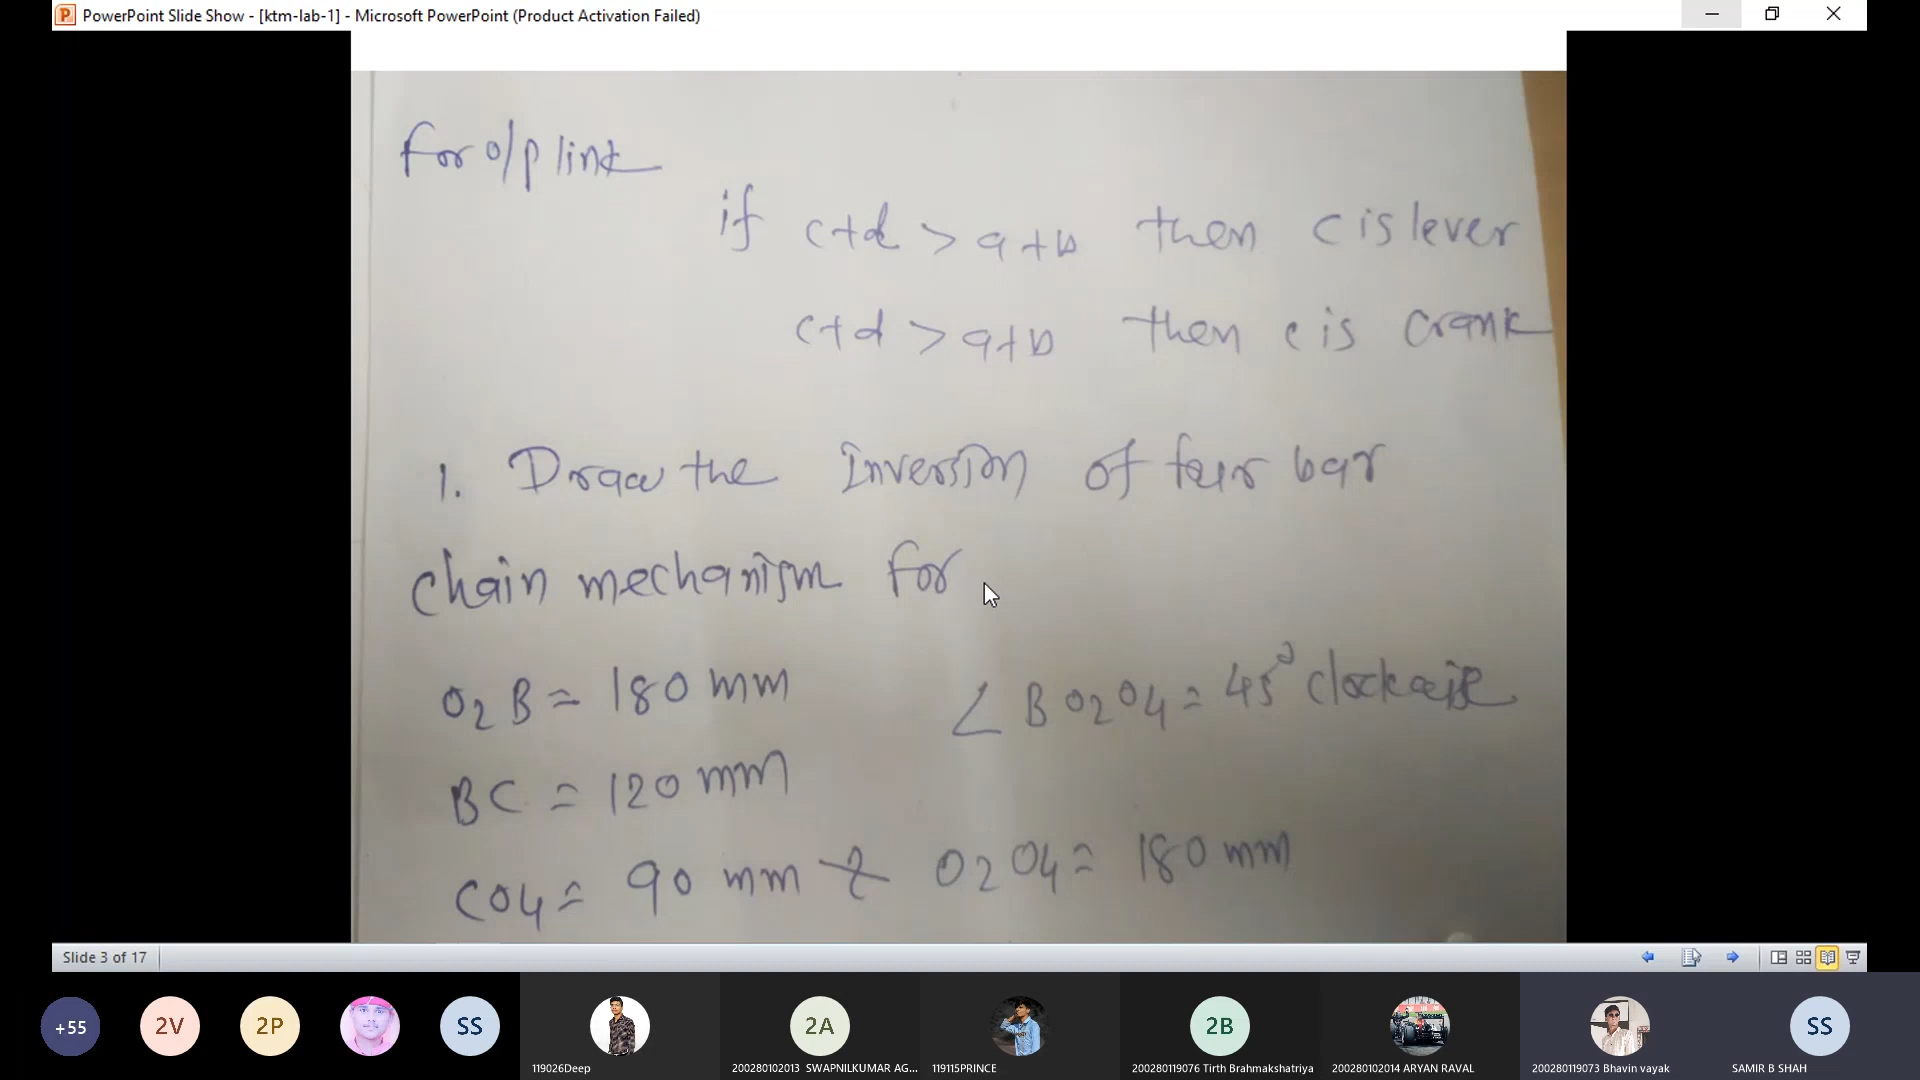 PowerPoint Slide Show - [ktm-lab-1] - Microsoft PowerPoint (Product Activation Failed)
For o/p link
if c+d > a+b then c is lever
c+d > a+b then c is crank
1. Draw the Inversion of four bar
chain mechanism for
O2B = 180 mm ∠BO2O4 = 45° clockwise
BC = 120 mm
CO4 = 90 mm & O2O4 = 180 mm
Slide 3 of 17
+55
2V
2P
SS
2A
2B
SS
119026Deep
200280102013 SWAPNILKUMAR AG...
119115PRINCE
200280119076 Tirth Brahmakshatriya
200280102014 ARYAN RAVAL
200280119073 Bhavin vayak
SAMIR B SHAH